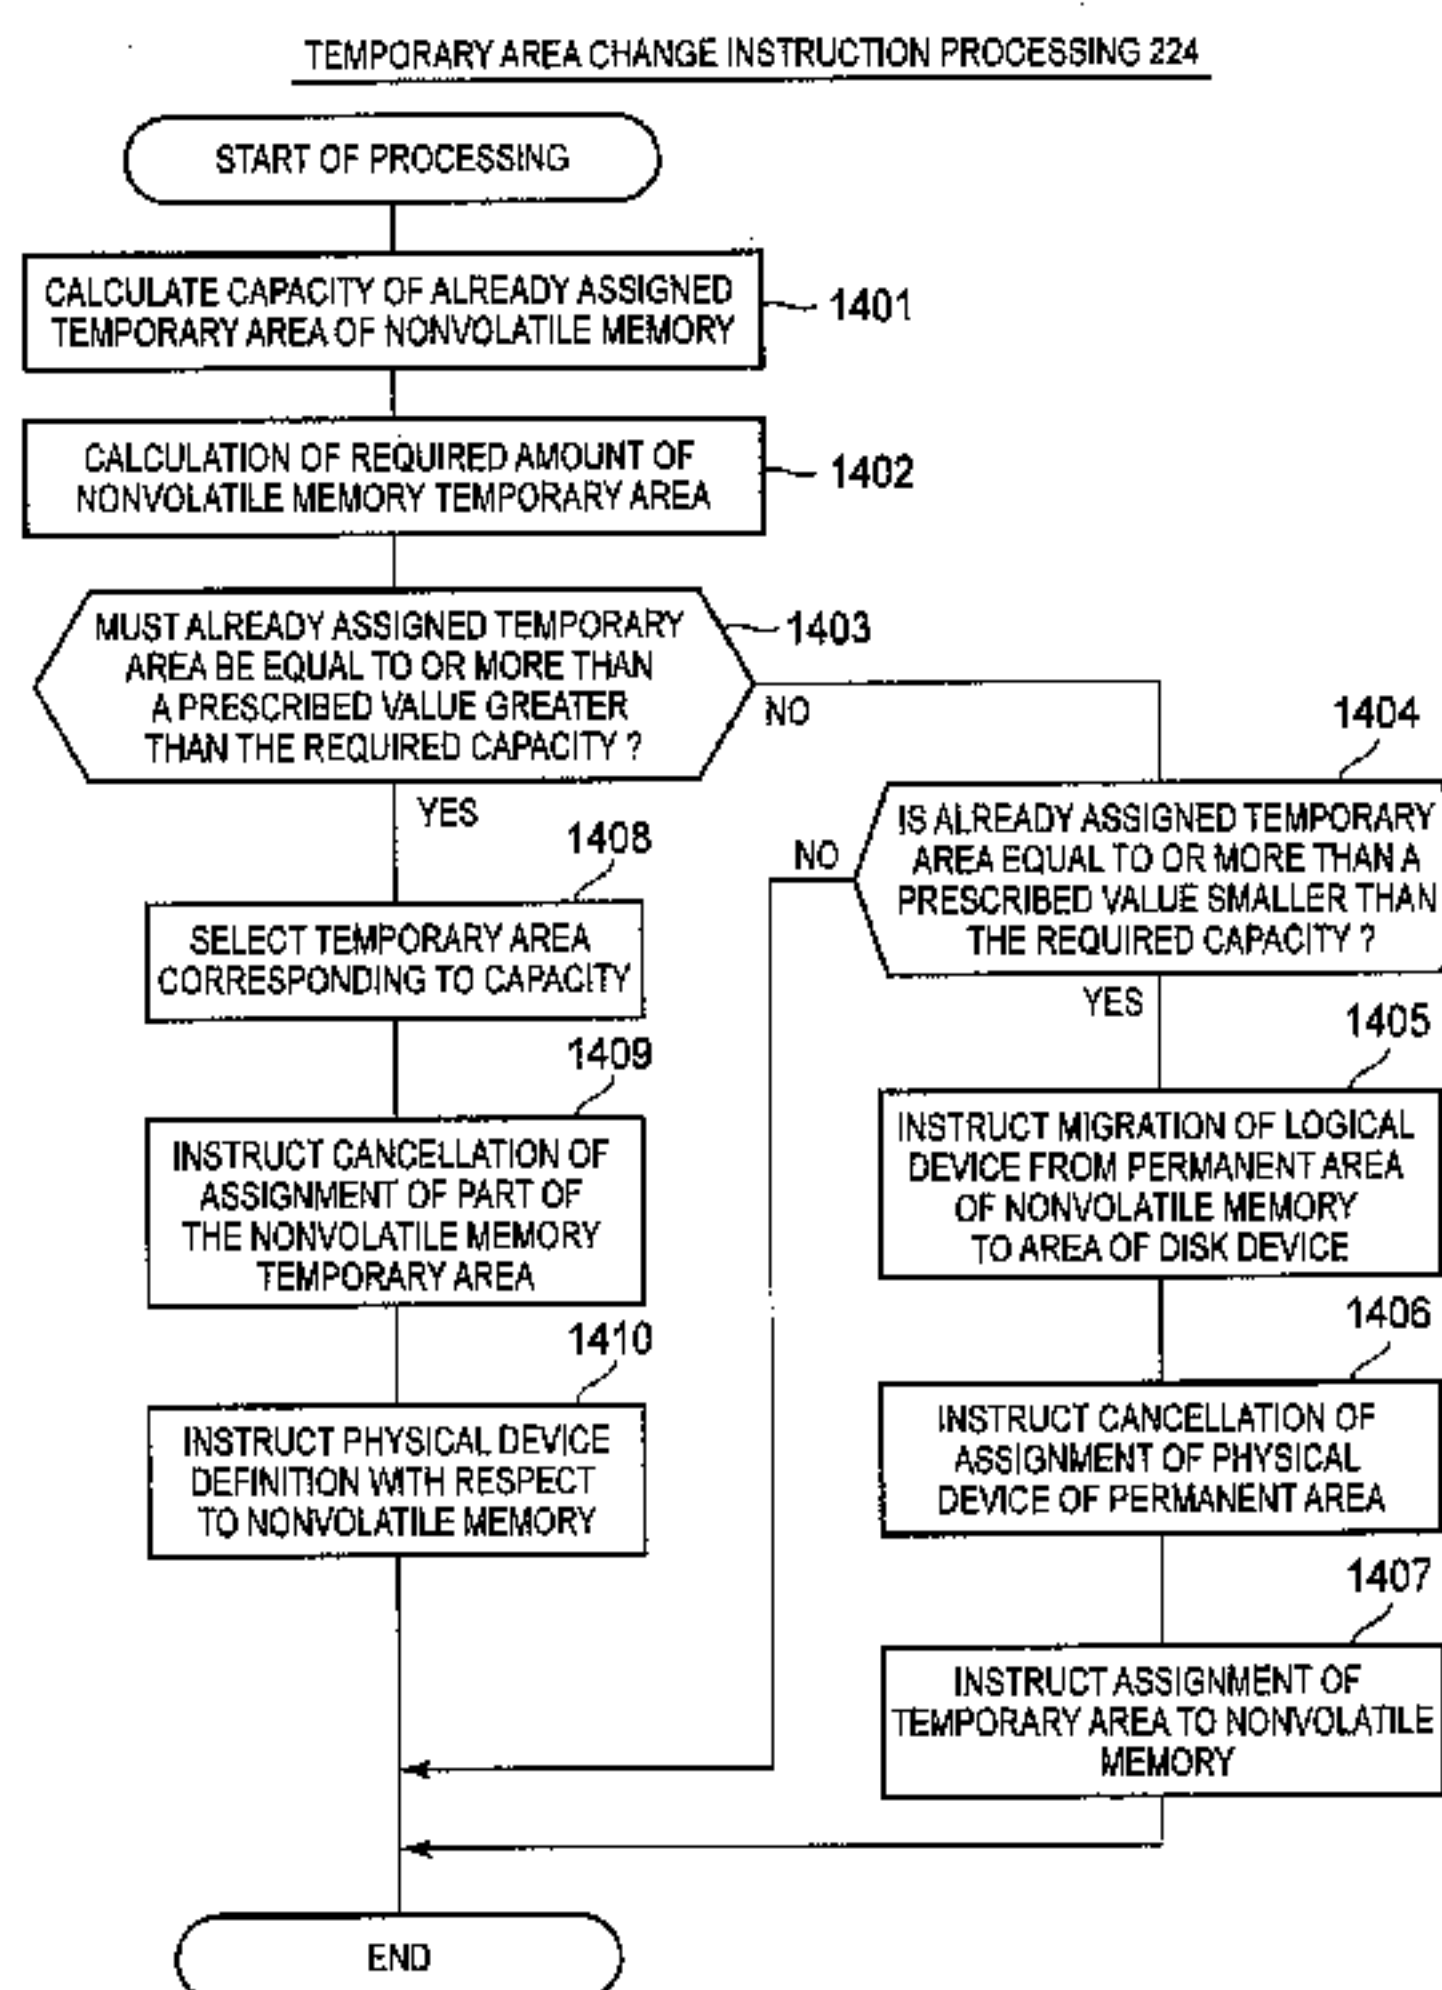 TEMPORARY AREA CHANGE INSTRUCTION PROCESSING 224
START OF PROCESSING
CALCULATE CAPACITY OF ALREADY ASSIGNED
TEMPORARY AREA OF NONVOLATILE MEMORY
1401
CALCULATION OF REQUIRED AMOUNT OF
NONVOLATILE MEMORY TEMPORARY AREA
1402
MUST ALREADY ASSIGNED TEMPORARY
AREA BE EQUAL TO OR MORE THAN
A PRESCRIBED VALUE GREATER
THAN THE REQUIRED CAPACITY ?
1403
NO
YES
1404
IS ALREADY ASSIGNED TEMPORARY
AREA EQUAL TO OR MORE THAN A
PRESCRIBED VALUE SMALLER THAN
THE REQUIRED CAPACITY ?
NO
YES
1408
SELECT TEMPORARY AREA
CORRESPONDING TO CAPACITY
1409
INSTRUCT CANCELLATION OF
ASSIGNMENT OF PART OF
THE NONVOLATILE MEMORY
TEMPORARY AREA
1410
INSTRUCT PHYSICAL DEVICE
DEFINITION WITH RESPECT
TO NONVOLATILE MEMORY
1405
INSTRUCT MIGRATION OF LOGICAL
DEVICE FROM PERMANENT AREA
OF NONVOLATILE MEMORY
TO AREA OF DISK DEVICE
1406
INSTRUCT CANCELLATION OF
ASSIGNMENT OF PHYSICAL
DEVICE OF PERMANENT AREA
1407
INSTRUCT ASSIGNMENT OF
TEMPORARY AREA TO NONVOLATILE
MEMORY
END